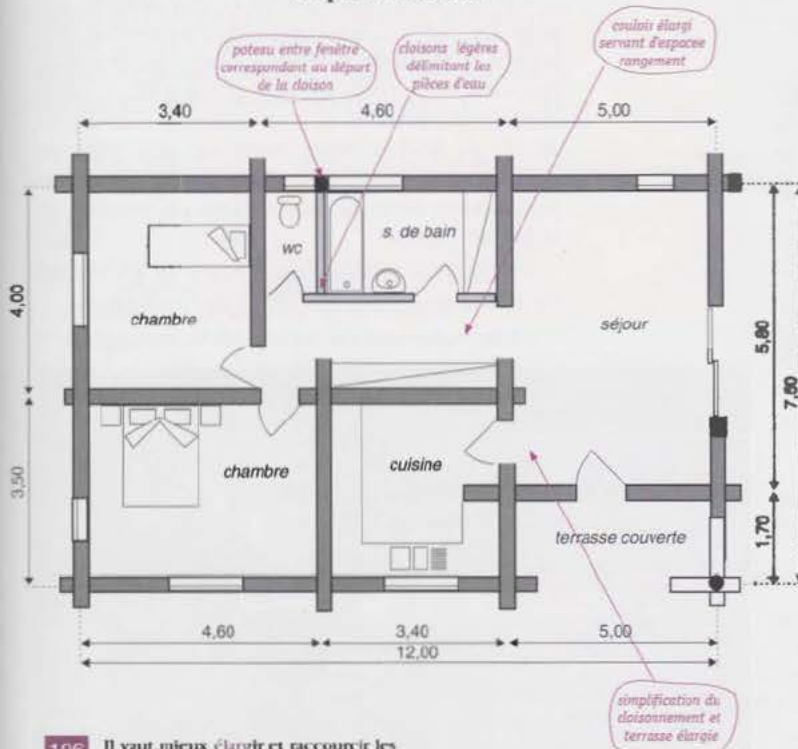 poteau entre fenêtre
correspondant au départ
de la cloison
cloisons légères
délimitant les
pièces d'eau
couloir élargi
servant d'espacee
rangement
3,40
4,60
5,00
wc
s. de bain
4,00
chambre
séjour
5,80
7,50
3,50
chambre
cuisine
terrasse couverte
1,70
4,60
3,40
5,00
12,00
simplification du
cloisonnement et
terrasse élargie
106
Il vaut mieux élargir et raccourcir les